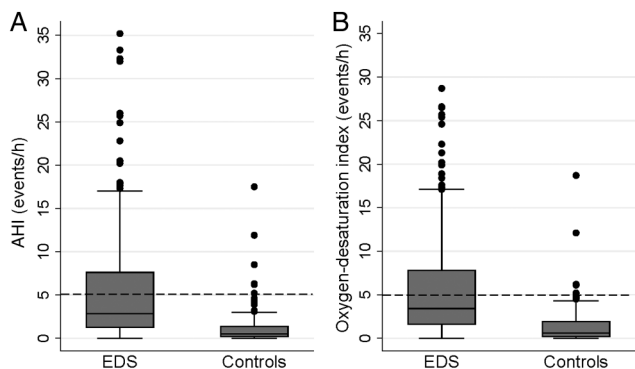 A
AHI (events/h)
35
30
25
20
15
10
5
0
EDS
Controls
B
Oxygen-desaturation index (events/h)
35
30
25
20
15
10
5
0
EDS
Controls